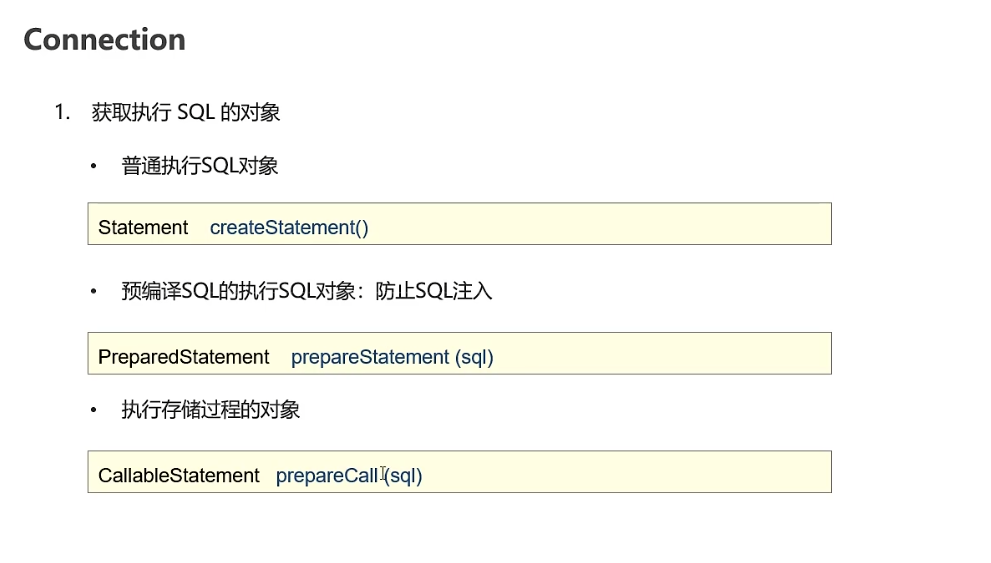 Connection
1. 获取执行 SQL 的对象
• 普通执行SQL对象
Statement createStatement()
• 预编译SQL的执行SQL对象：防止SQL注入
PreparedStatement prepareStatement (sql)
• 执行存储过程的对象
CallableStatement prepareCall (sql)